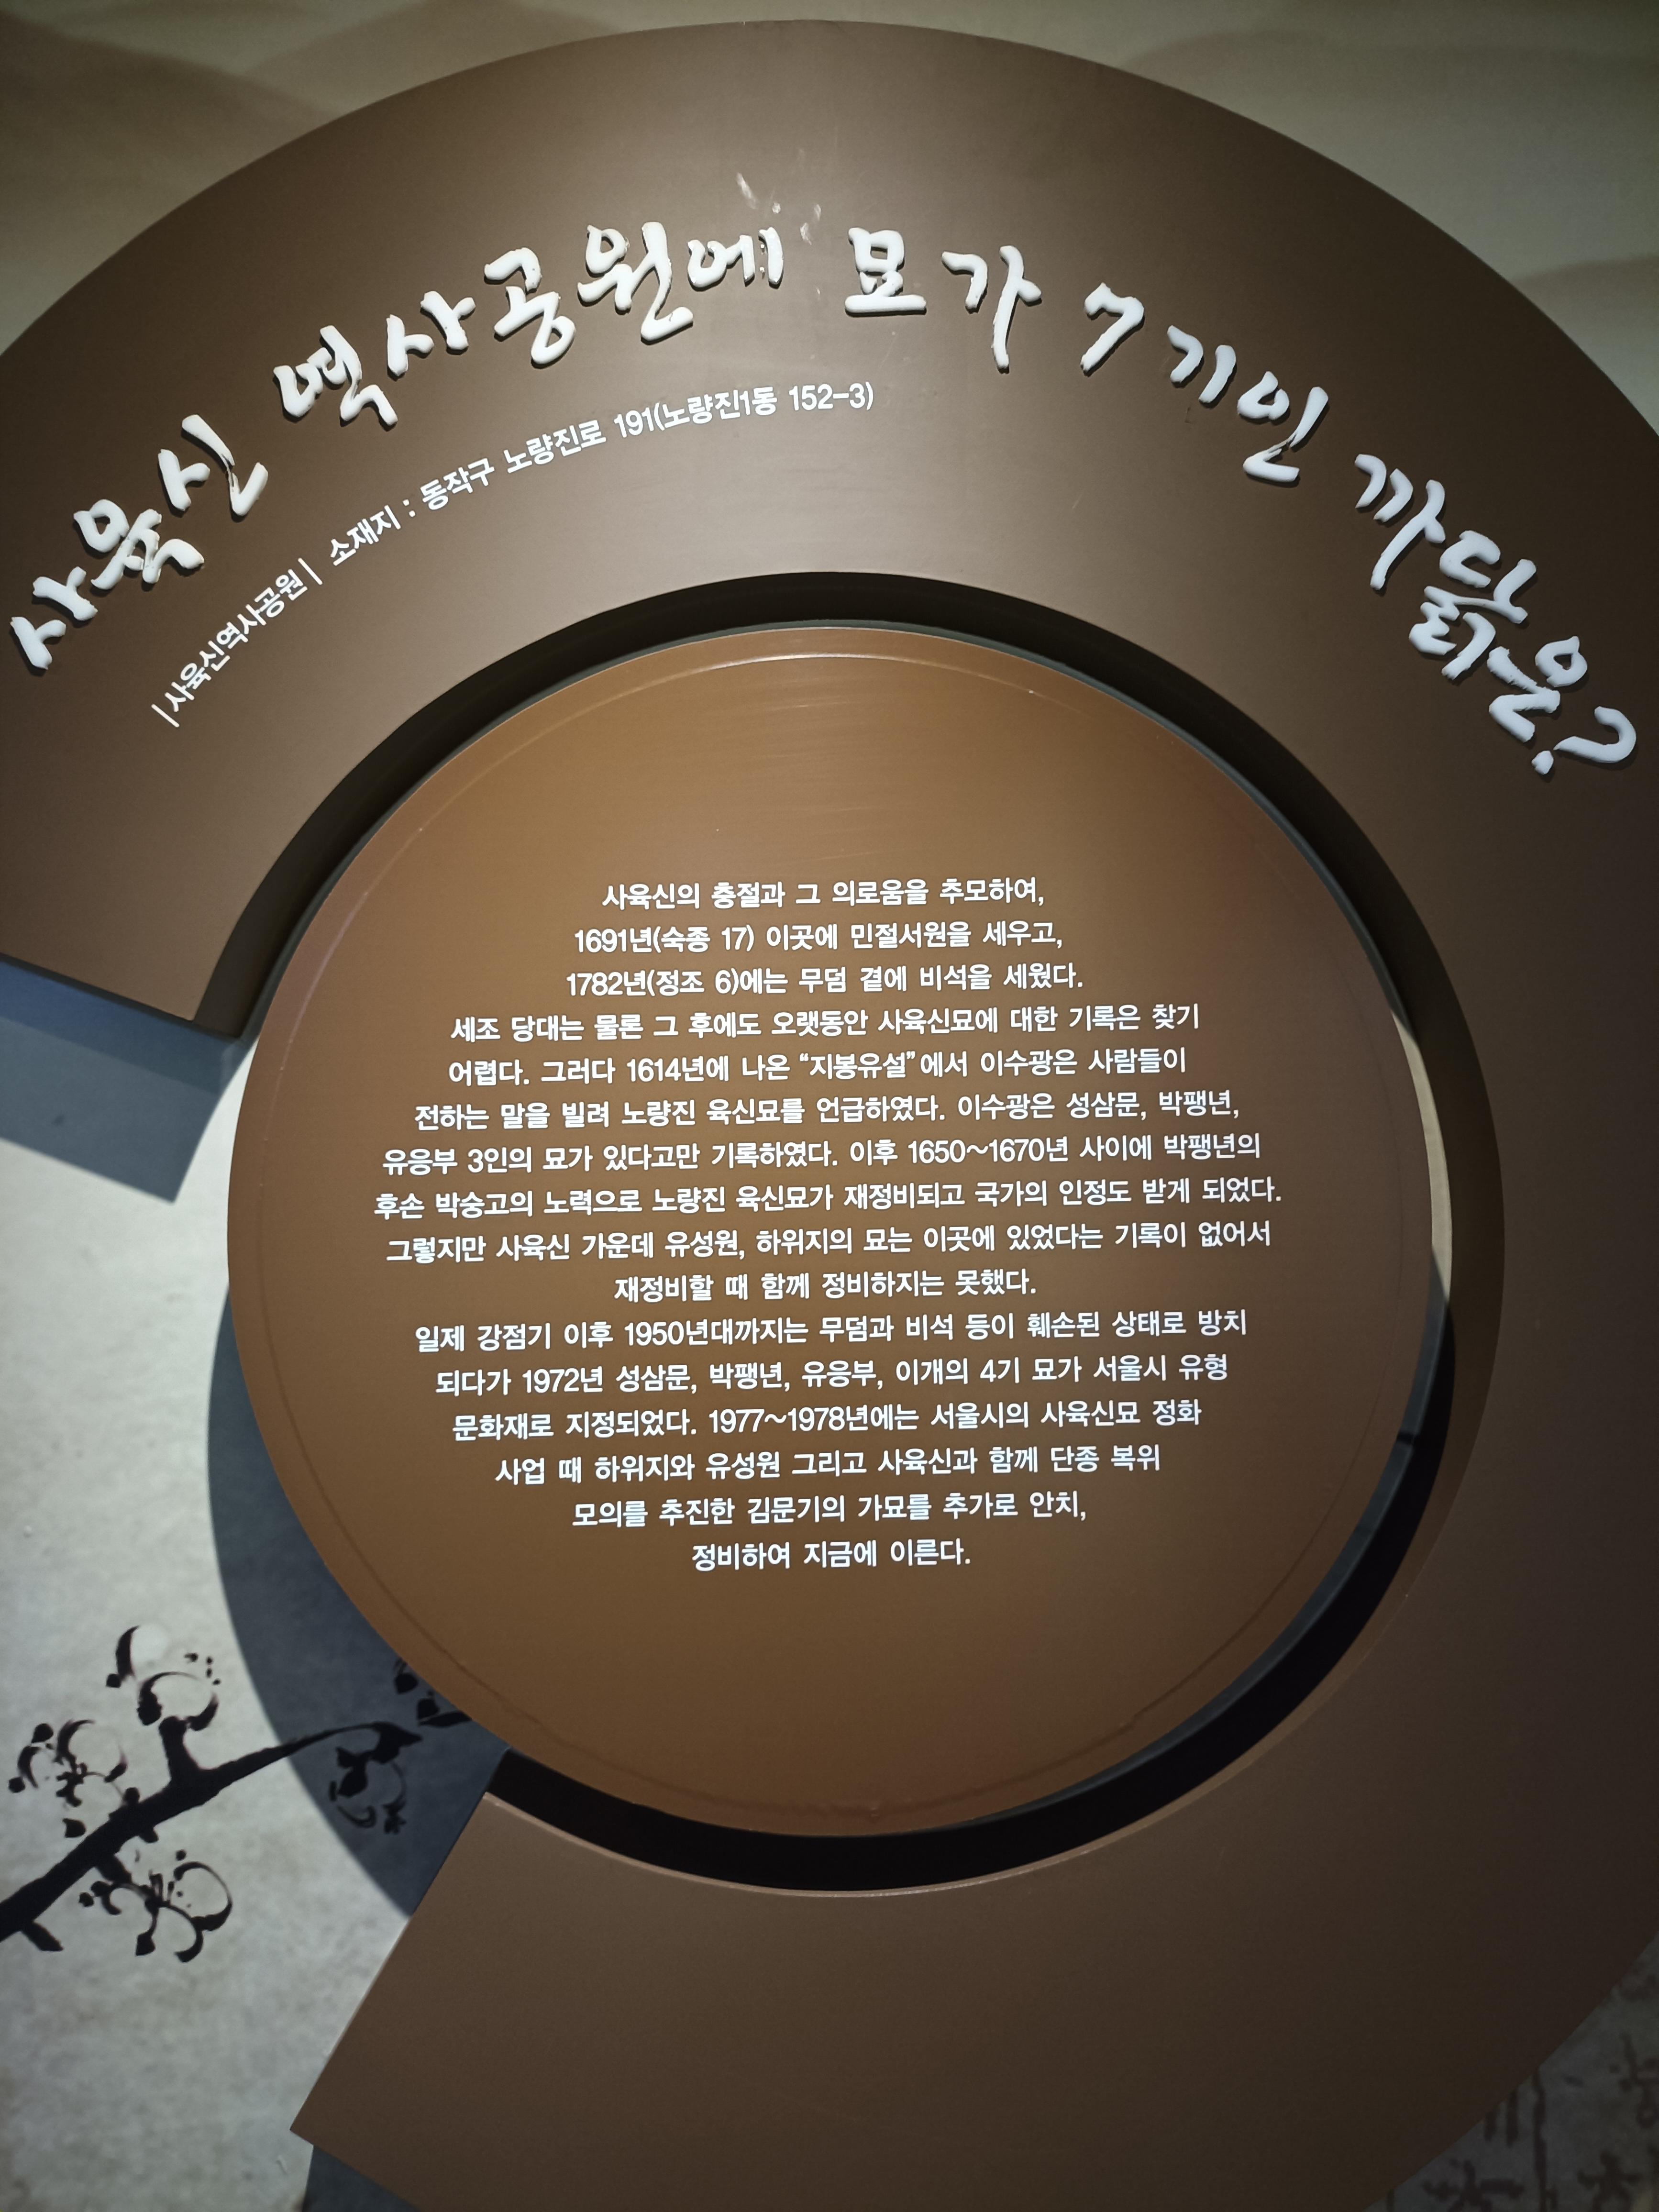 사육신 역사공원에 묘가 7기인 까닭은?
|사육신역사공원| 소재지 : 동작구 노량진로 191(노량진1동 152-3)
사육신의 충절과 그 의로움을 추모하여,
1691년(숙종 17) 이곳에 민절서원을 세우고,
1782년(정조 6)에는 무덤 곁에 비석을 세웠다.
세조 당대는 물론 그 후에도 오랫동안 사육신묘에 대한 기록은 찾기
어렵다. 그러다 1614년에 나온 “지봉유설”에서 이수광은 사람들이
전하는 말을 빌려 노량진 육신묘를 언급하였다. 이수광은 성삼문, 박팽년,
유응부 3인의 묘가 있다고만 기록하였다. 이후 1650~1670년 사이에 박팽년의
후손 박숭고의 노력으로 노량진 육신묘가 재정비되고 국가의 인정도 받게 되었다.
그렇지만 사육신 가운데 유성원, 하위지의 묘는 이곳에 있었다는 기록이 없어서
재정비할 때 함께 정비하지는 못했다.
일제 강점기 이후 1950년대까지는 무덤과 비석 등이 훼손된 상태로 방치
되다가 1972년 성삼문, 박팽년, 유응부, 이개의 4기 묘가 서울시 유형
문화재로 지정되었다. 1977~1978년에는 서울시의 사육신묘 정화
사업 때 하위지와 유성원 그리고 사육신과 함께 단종 복위
모의를 추진한 김문기의 가묘를 추가로 안치,
정비하여 지금에 이른다.